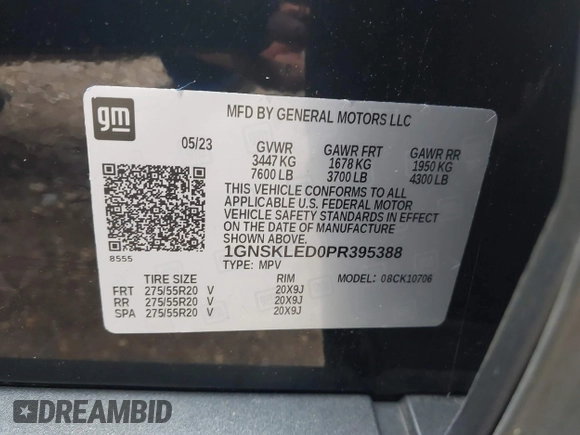 gm
MFD BY GENERAL MOTORS LLC
05/23 GVWR GAWR FRT GAWR RR
3447 KG 1678 KG 1950 KG
7600 LB 3700 LB 4300 LB
THIS VEHICLE CONFORMS TO ALL
APPLICABLE U.S. FEDERAL MOTOR
VEHICLE SAFETY STANDARDS IN EFFECT
ON THE DATE OF MANUFACTURE
SHOWN ABOVE.
8555 1GNSKLED0PR395388
TYPE: MPV MODEL: 08CK10706
TIRE SIZE RIM
FRT 275/55R20 V 20X9J
RR 275/55R20 V 20X9J
SPA 275/55R20 V 20X9J
DREAMBID